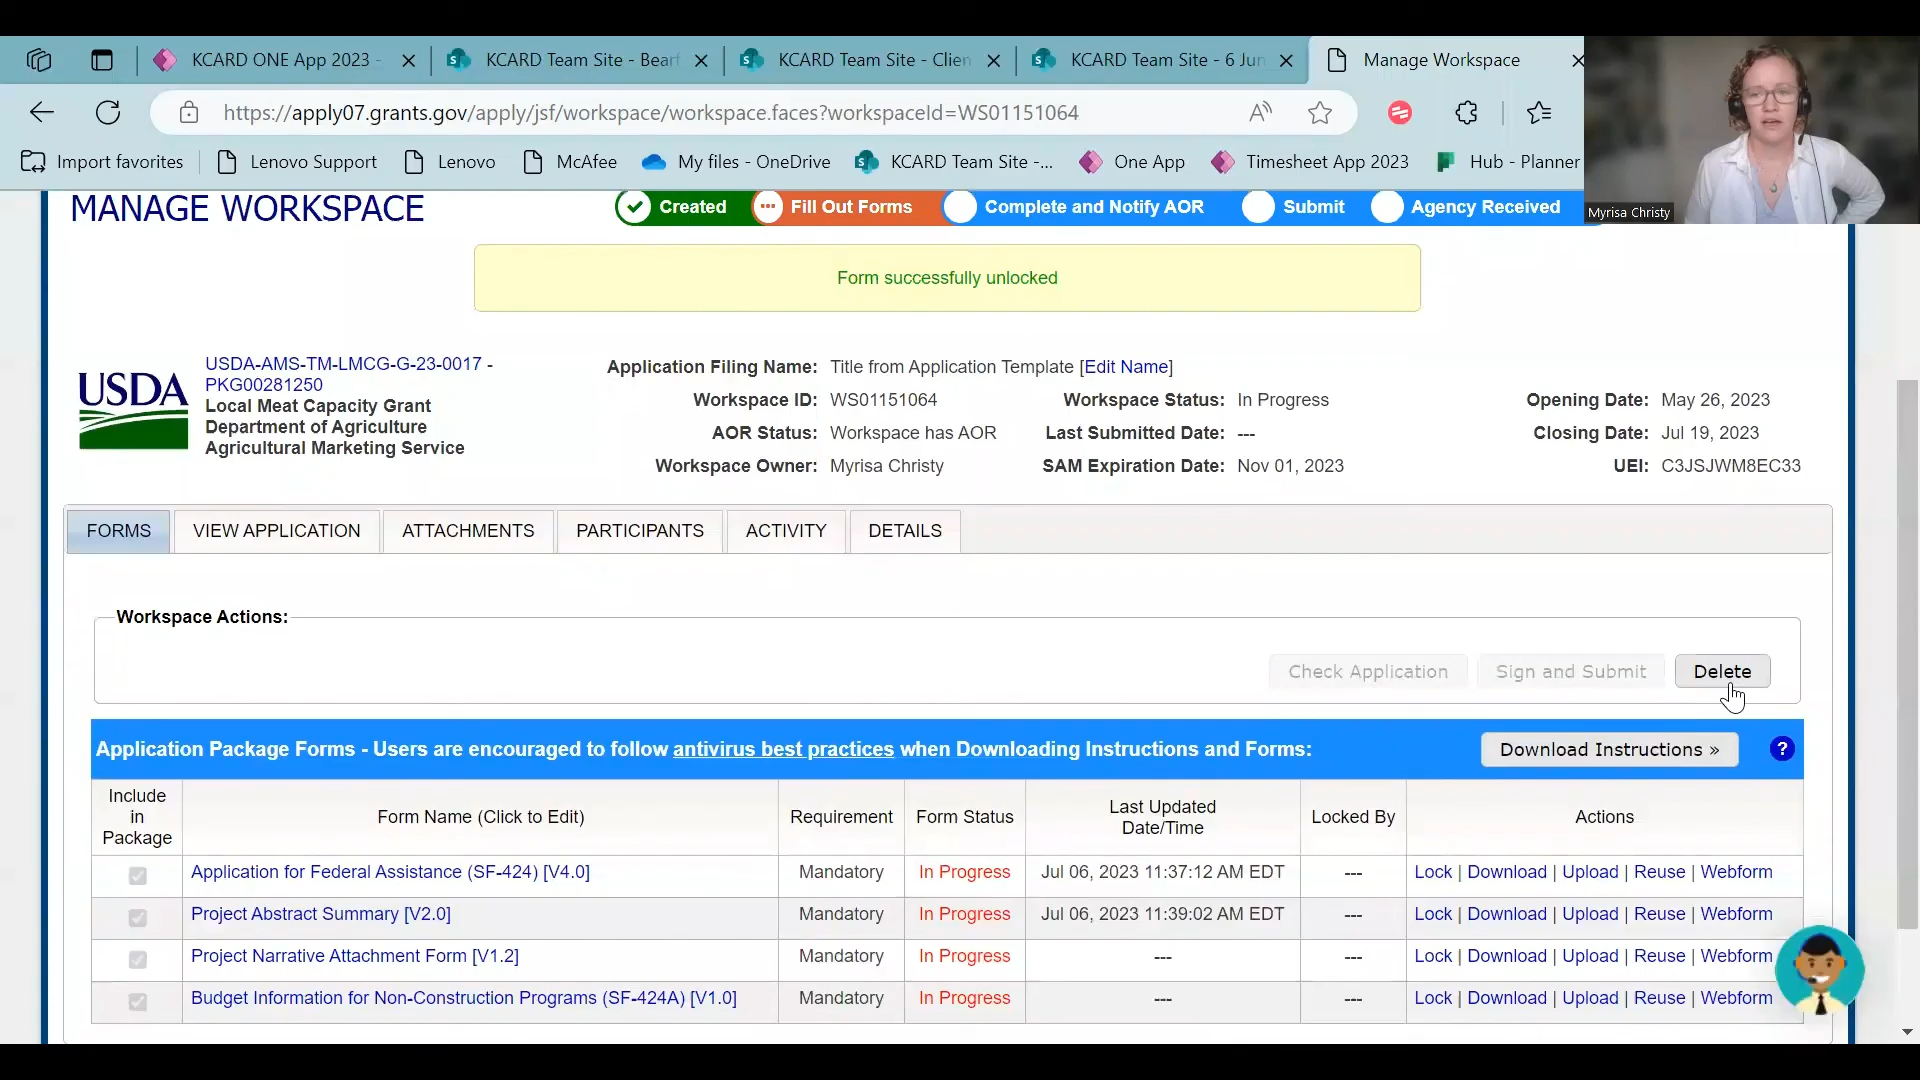 KCARD ONE App 2023 -
KCARD Team Site - Bearf
KCARD Team Site - Clien
KCARD Team Site - 6 Jun
Manage Workspace
https://apply07.grants.gov/apply/jsf/workspace/workspace.faces?workspaceId=WS01151064
Import favorites
Lenovo Support
Lenovo
McAfee
My files - OneDrive
KCARD Team Site -...
One App
Timesheet App 2023
Hub - Planner
Myrisa Christy
MANAGE WORKSPACE
Created
Fill Out Forms
Complete and Notify AOR
Submit
Agency Received
Form successfully unlocked
USDA
USDA-AMS-TM-LMCG-G-23-0017 -
PKG00281250
Local Meat Capacity Grant
Department of Agriculture
Agricultural Marketing Service
Application Filing Name: Title from Application Template [Edit Name]
Workspace ID: WS01151064
Workspace Status: In Progress
Opening Date: May 26, 2023
AOR Status: Workspace has AOR
Last Submitted Date: ---
Closing Date: Jul 19, 2023
Workspace Owner: Myrisa Christy
SAM Expiration Date: Nov 01, 2023
UEI: C3JSJWM8EC33
FORMS
VIEW APPLICATION
ATTACHMENTS
PARTICIPANTS
ACTIVITY
DETAILS
Workspace Actions:
Check Application
Sign and Submit
Delete
Application Package Forms - Users are encouraged to follow antivirus best practices when Downloading Instructions and Forms:
Download Instructions »
?
Include
in
Package
Form Name (Click to Edit)
Requirement
Form Status
Last Updated
Date/Time
Locked By
Actions
Application for Federal Assistance (SF-424) [V4.0] Mandatory In Progress Jul 06, 2023 11:37:12 AM EDT --- Lock | Download | Upload | Reuse | Webform
Project Abstract Summary [V2.0] Mandatory In Progress Jul 06, 2023 11:39:02 AM EDT --- Lock | Download | Upload | Reuse | Webform
Project Narrative Attachment Form [V1.2] Mandatory In Progress --- --- Lock | Download | Upload | Reuse | Webform
Budget Information for Non-Construction Programs (SF-424A) [V1.0] Mandatory In Progress --- --- Lock | Download | Upload | Reuse | Webform